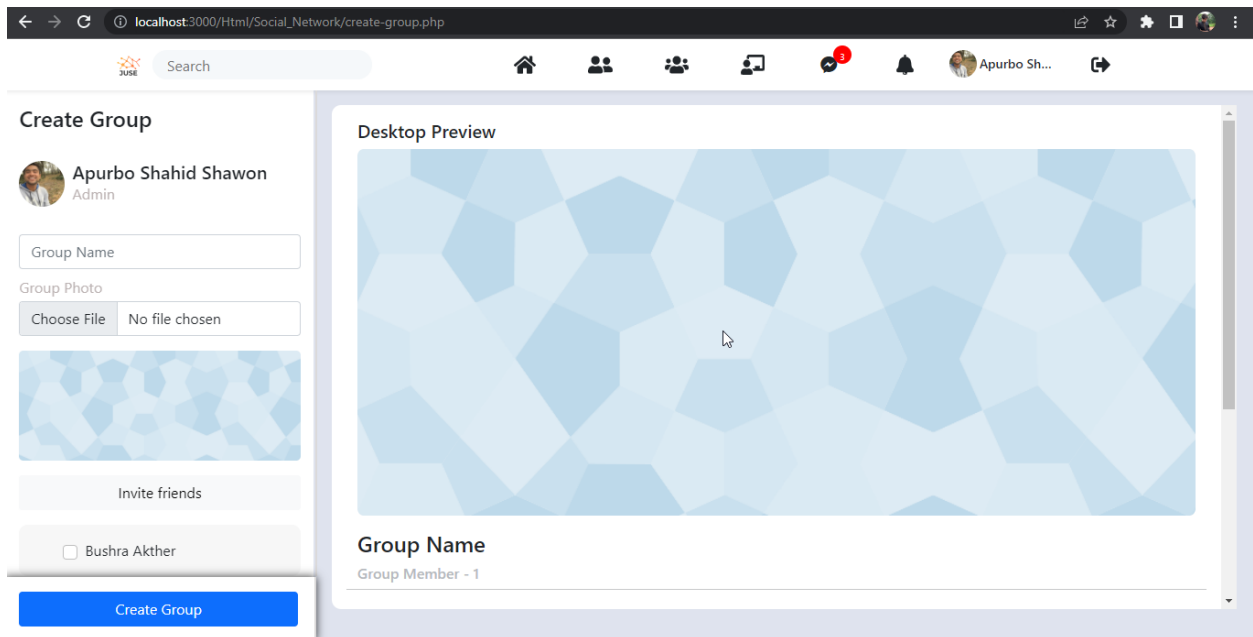 localhost:3000/Html/Social_Network/create-group.php
JUSE
Search
3
Apurbo Sh...
Create Group
Apurbo Shahid Shawon
Admin
Group Name
Group Photo
Choose File No file chosen
Invite friends
Bushra Akther
Create Group
Desktop Preview
Group Name
Group Member - 1